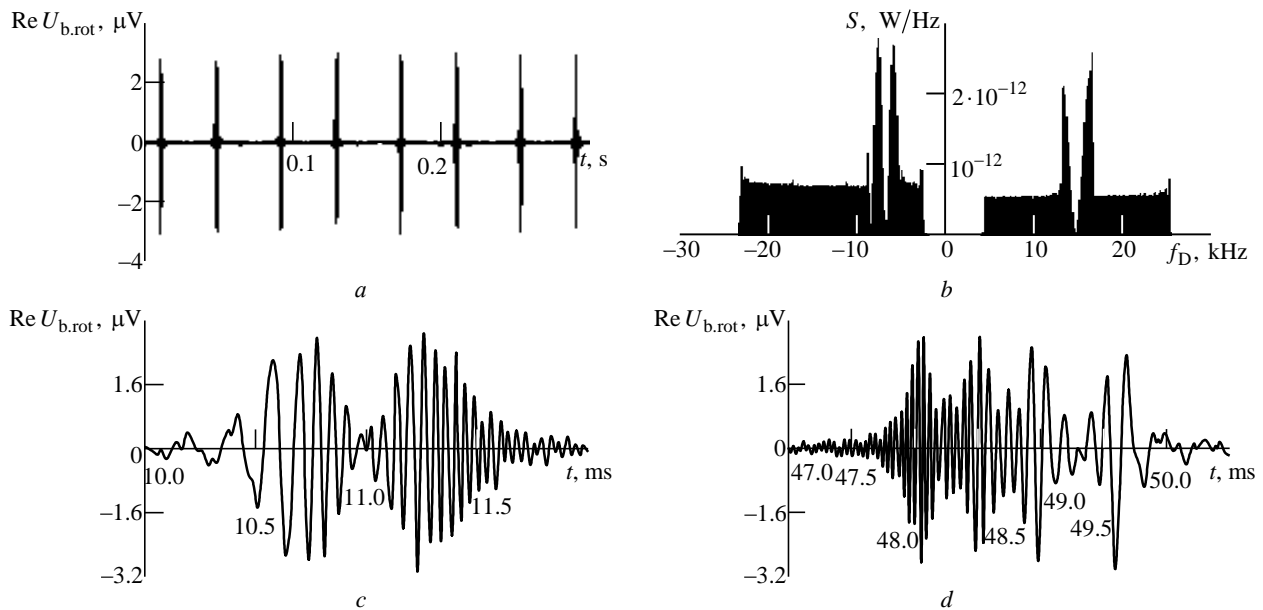 Re U_b.rot, μV
2
0
−2
−4
0.1
0.2
t, s
a
S, W/Hz
2·10⁻¹²
10⁻¹²
−30 −20 −10 0 10 20 f_D, kHz
b
Re U_b.rot, μV
1.6
0
−1.6
−3.2
10.0
10.5
11.0
11.5
t, ms
c
Re U_b.rot, μV
1.6
0
−1.6
−3.2
47.0
47.5
48.0
48.5
49.0
49.5
50.0
t, ms
d